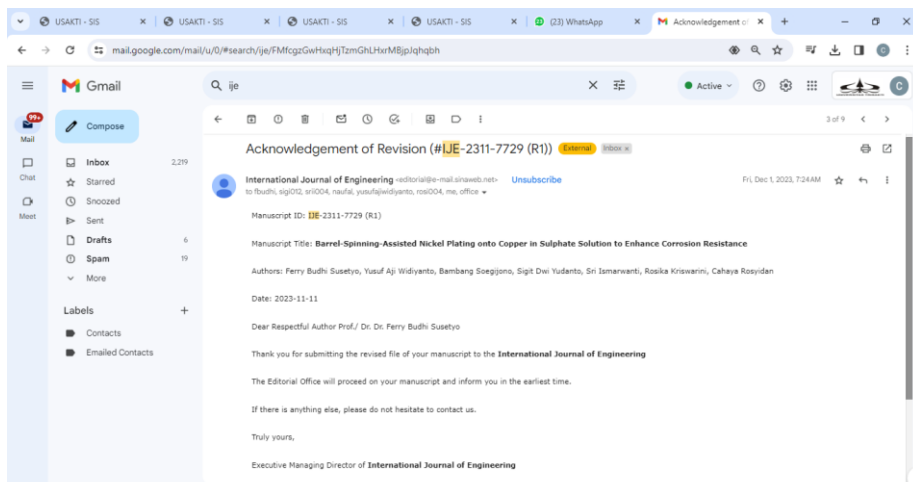 USAKTI - SIS
USAKTI - SIS
USAKTI - SIS
USAKTI - SIS
(23) WhatsApp
Acknowledgement of
mail.google.com/mail/u/0/#search/ije/FMfcgzGwHxqHjTzmGhLHxrMBjpJqhqbh
Gmail
ije
Active
C
99+
Mail
Chat
Meet
Compose
Inbox 2,219
Starred
Snoozed
Sent
Drafts 6
Spam 19
More
Labels
Contacts
Emailed Contacts
3 of 9
Acknowledgement of Revision (#IJE-2311-7729 (R1)) External Inbox x
International Journal of Engineering <editorial@e-mail.sinaweb.net> Unsubscribe Fri, Dec 1, 2023, 7:24AM
to fbudhi, sigi012, sri004, naufal, yusufajiwidiyanto, rosi004, me, office
Manuscript ID: IJE-2311-7729 (R1)
Manuscript Title: Barrel-Spinning-Assisted Nickel Plating onto Copper in Sulphate Solution to Enhance Corrosion Resistance
Authors: Ferry Budhi Susetyo, Yusuf Aji Widiyanto, Bambang Soegijono, Sigit Dwi Yudanto, Sri Ismarwanti, Rosika Kriswarini, Cahaya Rosyidan
Date: 2023-11-11
Dear Respectful Author Prof./ Dr. Dr. Ferry Budhi Susetyo
Thank you for submitting the revised file of your manuscript to the International Journal of Engineering
The Editorial Office will proceed on your manuscript and inform you in the earliest time.
If there is anything else, please do not hesitate to contact us.
Truly yours,
Executive Managing Director of International Journal of Engineering